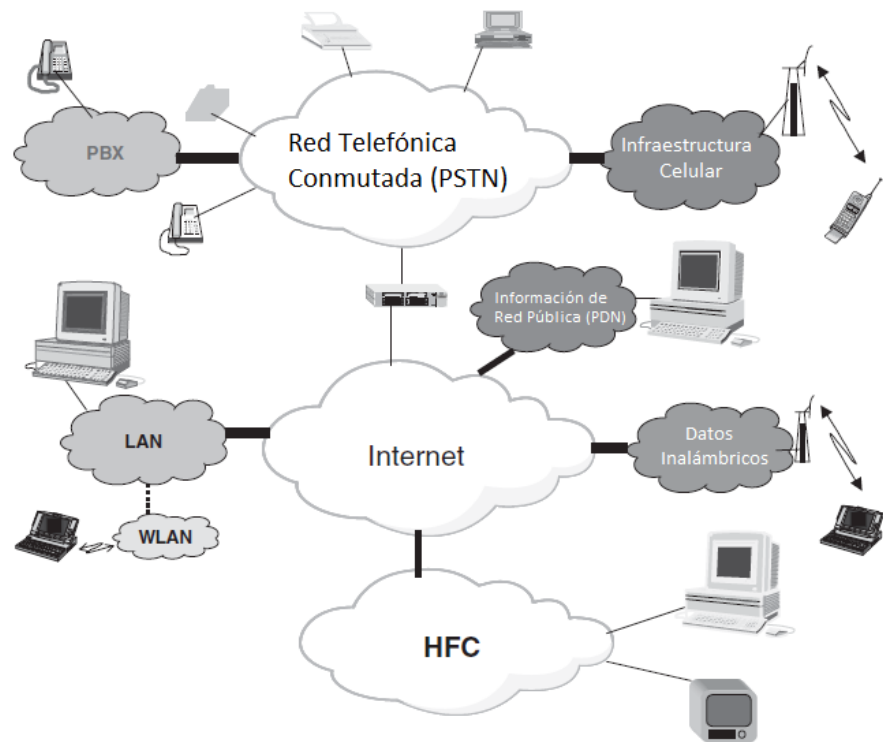 PBX
Red Telefónica
Conmutada (PSTN)
Infraestructura
Celular
Información de
Red Pública (PDN)
LAN
Internet
Datos
Inalámbricos
WLAN
HFC